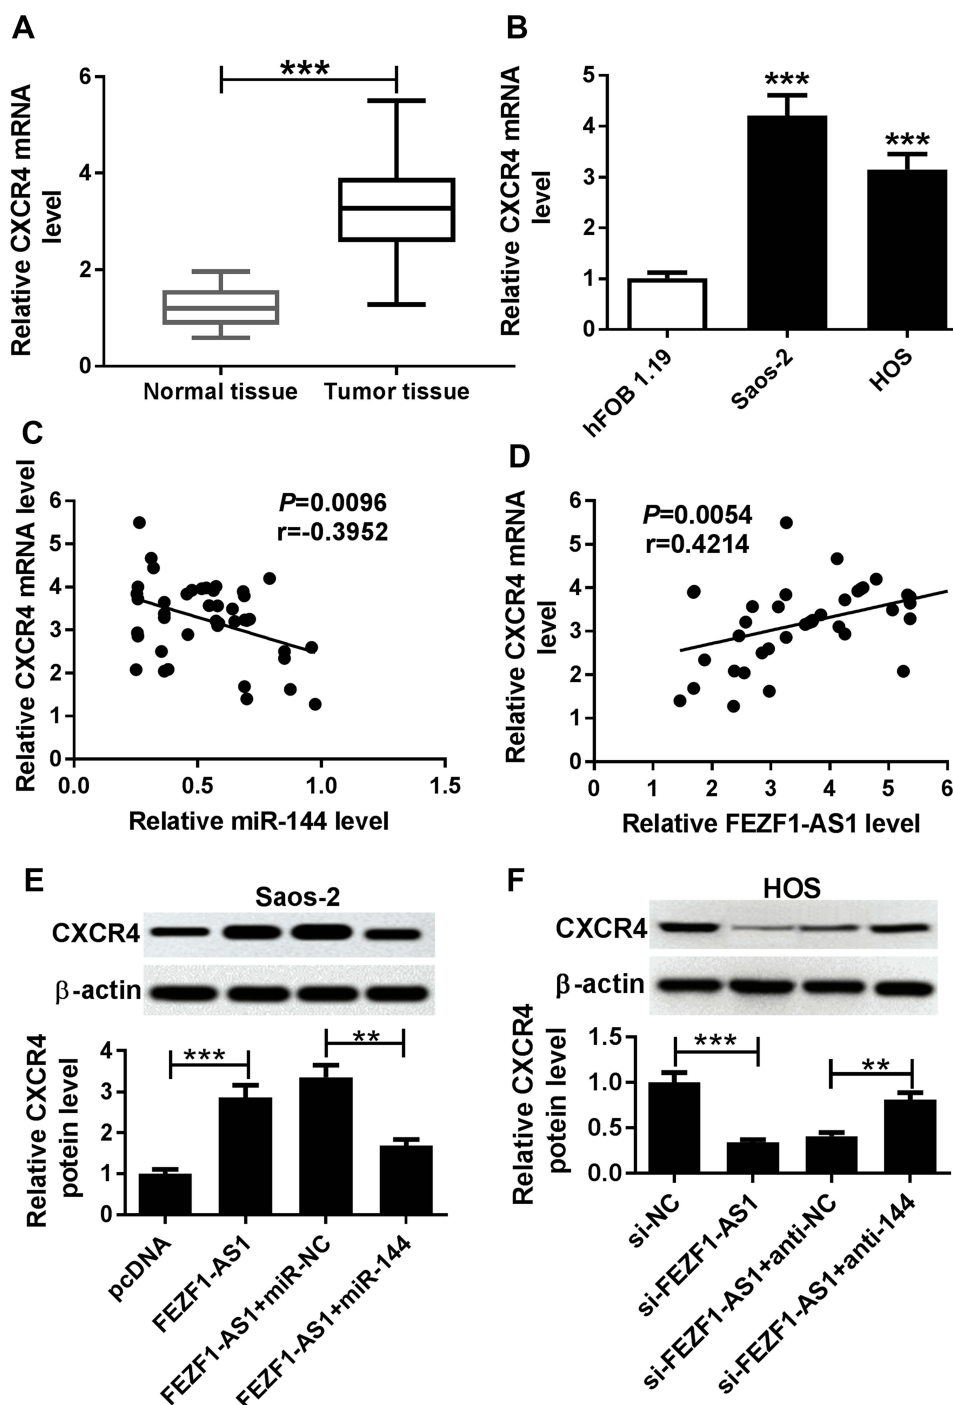 A
Relative CXCR4 mRNA
level
6
4
2
0
***
Normal tissue
Tumor tissue
B
Relative CXCR4 mRNA
level
5
4
3
2
1
0
***
***
hFOB 1.19
Saos-2
HOS
C
Relative CXCR4 mRNA level
6
5
4
3
2
1
0
P=0.0096
r=-0.3952
0.0
0.5
1.0
1.5
Relative miR-144 level
D
Relative CXCR4 mRNA
level
6
5
4
3
2
1
0
P=0.0054
r=0.4214
0
1
2
3
4
5
6
Relative FEZF1-AS1 level
E
Saos-2
CXCR4
β-actin
Relative CXCR4
potein level
4
3
2
1
0
***
**
pcDNA
FEZF1-AS1
FEZF1-AS1+miR-NC
FEZF1-AS1+miR-144
F
HOS
CXCR4
β-actin
Relative CXCR4
potein level
1.5
1.0
0.5
0.0
***
**
si-NC
si-FEZF1-AS1
si-FEZF1-AS1+anti-NC
si-FEZF1-AS1+anti-144